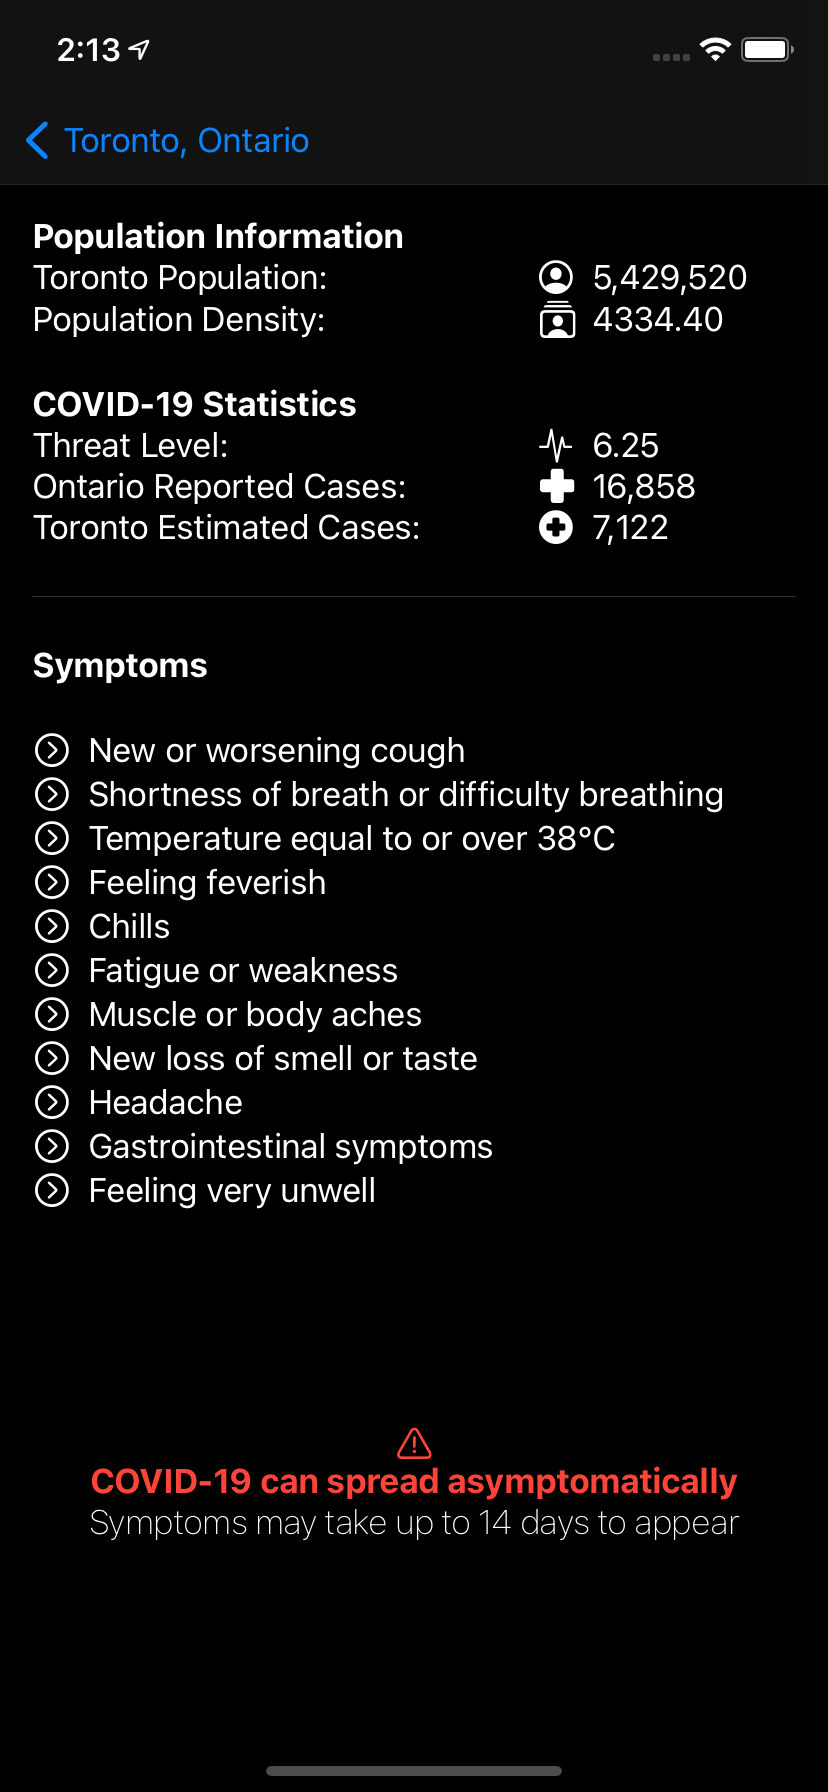 2:13
Toronto, Ontario
Population Information
Toronto Population: 5,429,520
Population Density: 4334.40
COVID-19 Statistics
Threat Level: 6.25
Ontario Reported Cases: 16,858
Toronto Estimated Cases: 7,122
Symptoms
New or worsening cough
Shortness of breath or difficulty breathing
Temperature equal to or over 38°C
Feeling feverish
Chills
Fatigue or weakness
Muscle or body aches
New loss of smell or taste
Headache
Gastrointestinal symptoms
Feeling very unwell
COVID-19 can spread asymptomatically
Symptoms may take up to 14 days to appear